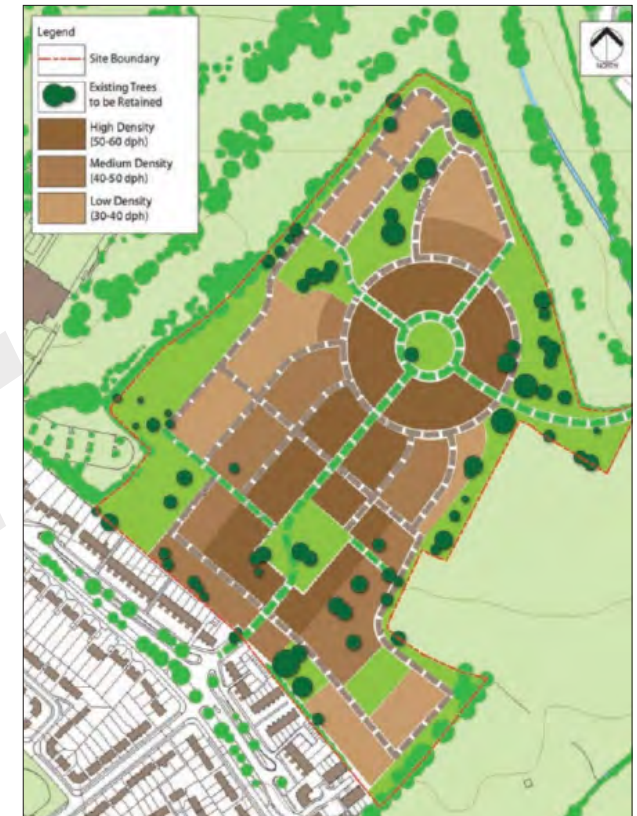 Legend
Site Boundary
Existing Trees
to be Retained
High Density
(50-60 dph)
Medium Density
(40-50 dph)
Low Density
(30-40 dph)
NORTH